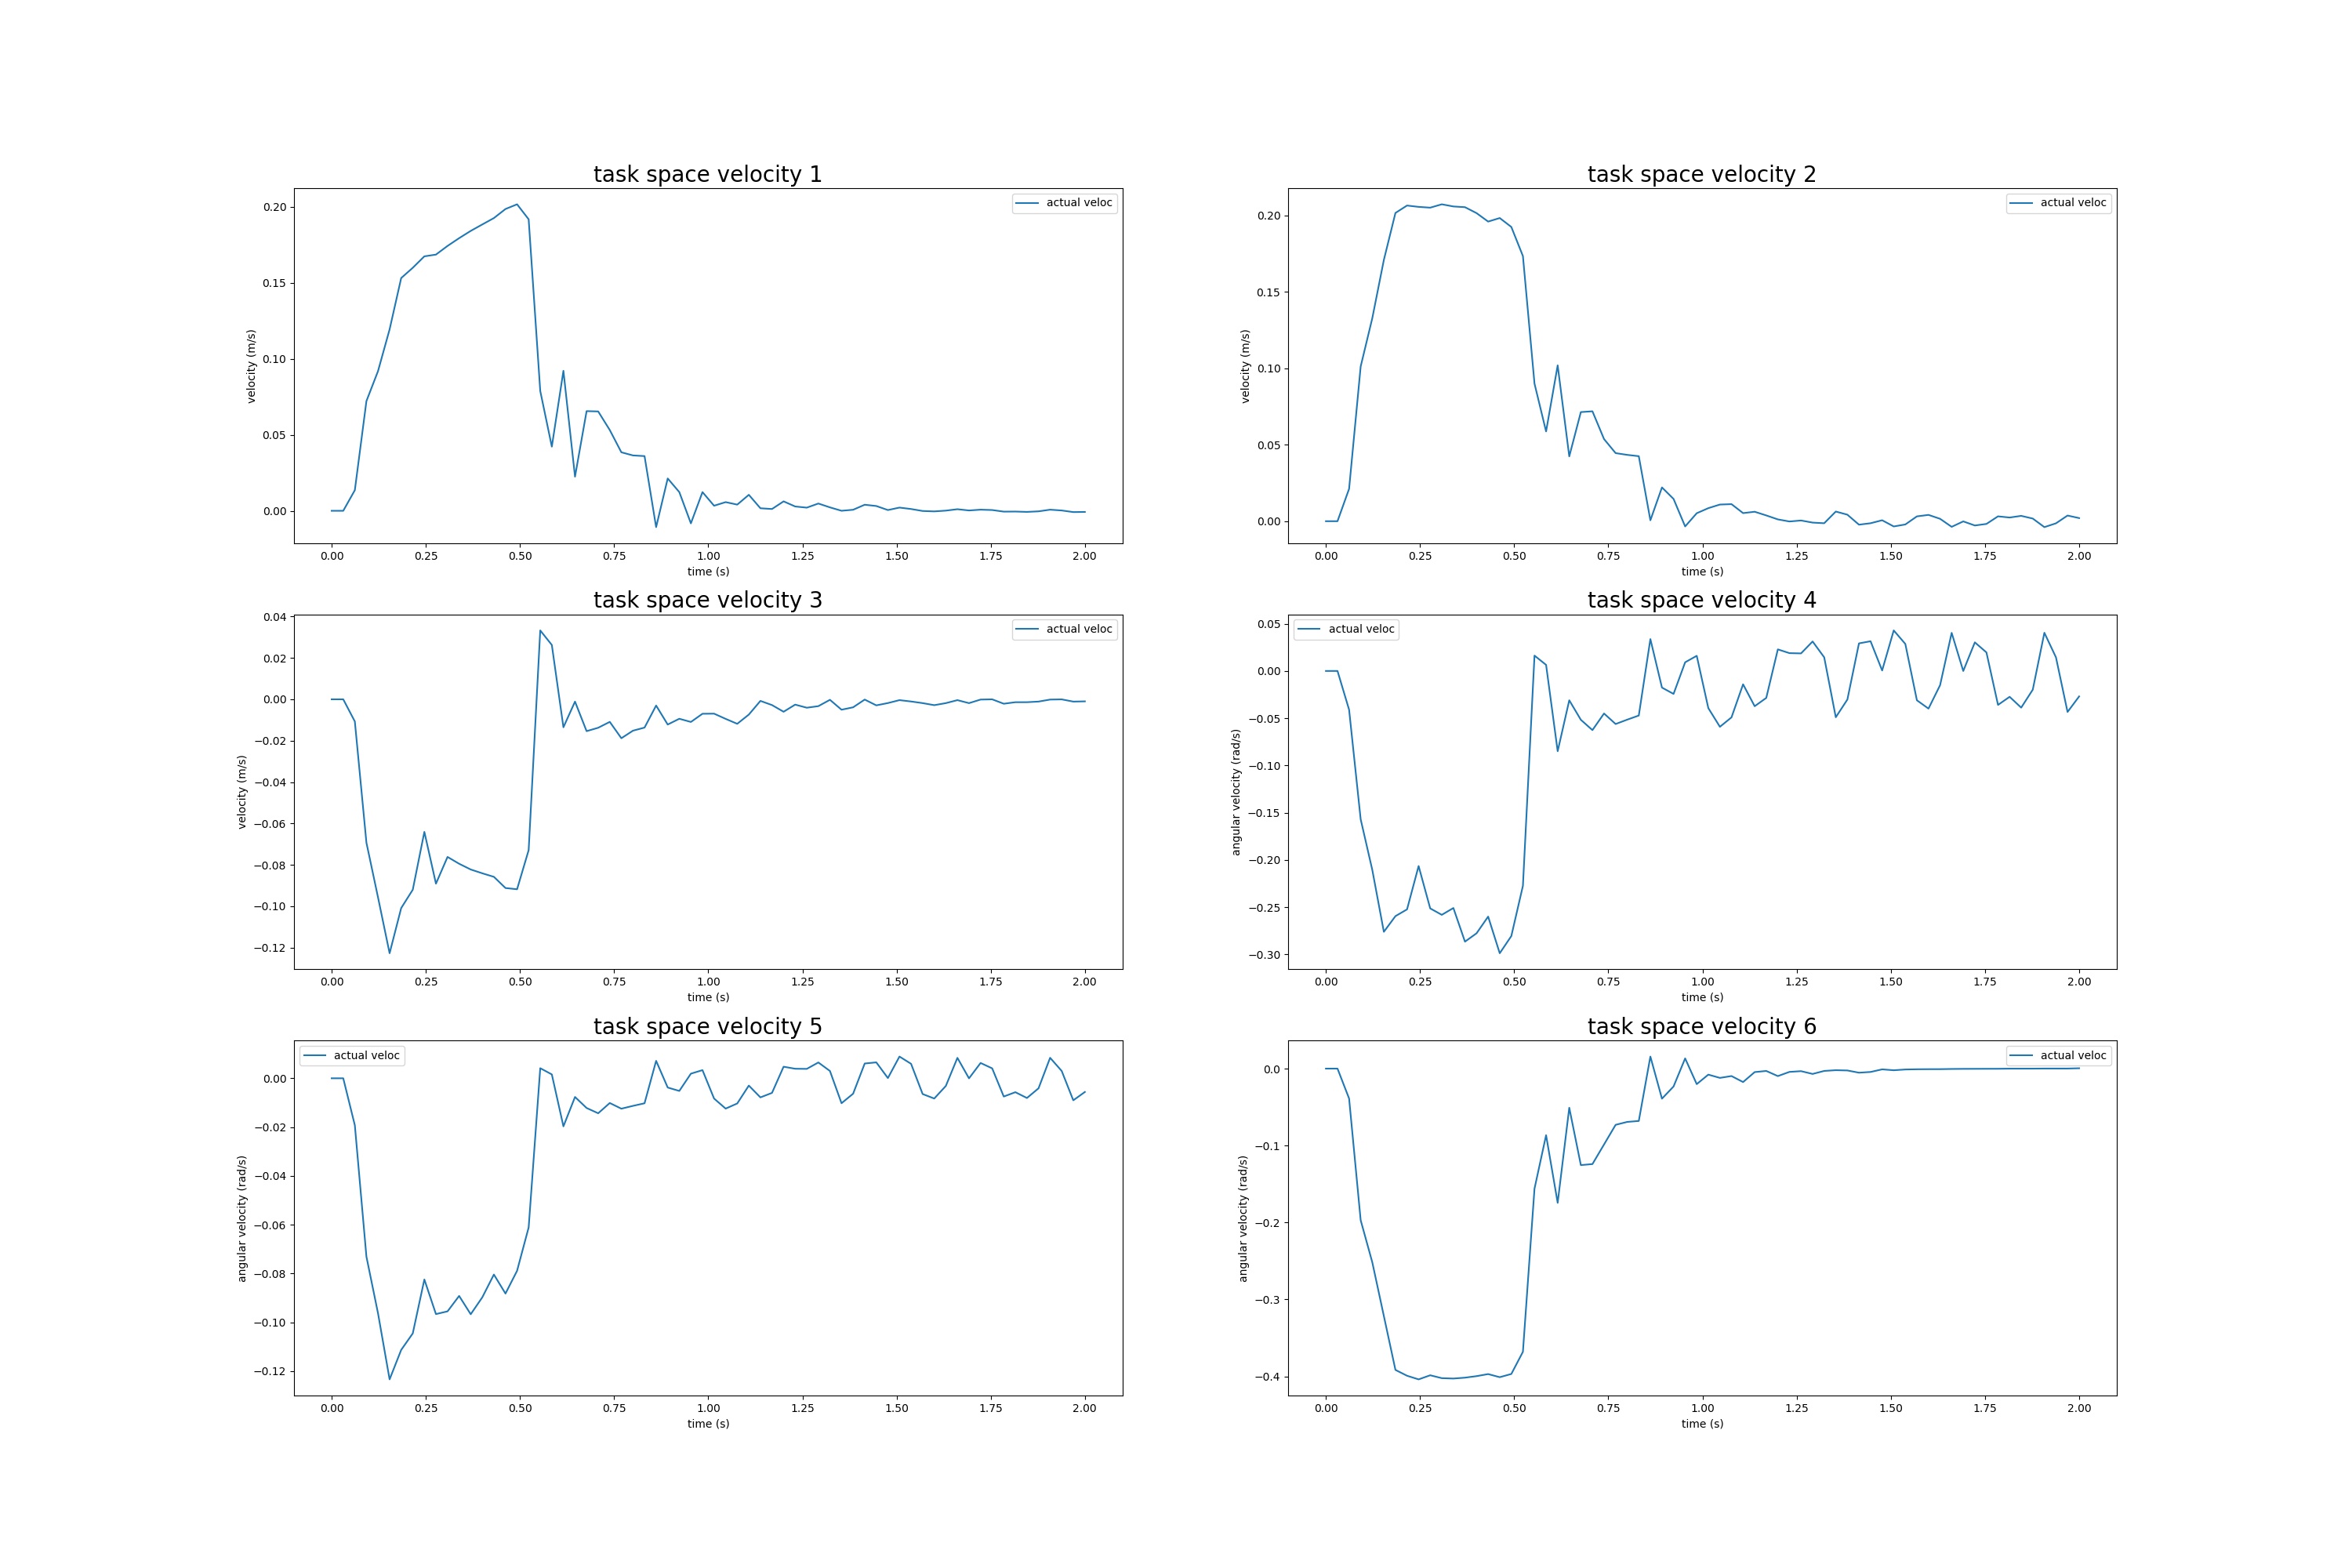 task space velocity 1
actual veloc
velocity (m/s)
0.20
0.15
0.10
0.05
0.00
0.00 0.25 0.50 0.75 1.00 1.25 1.50 1.75 2.00
time (s)
task space velocity 2
actual veloc
velocity (m/s)
0.20
0.15
0.10
0.05
0.00
0.00 0.25 0.50 0.75 1.00 1.25 1.50 1.75 2.00
time (s)
task space velocity 3
actual veloc
velocity (m/s)
0.04
0.02
0.00
−0.02
−0.04
−0.06
−0.08
−0.10
−0.12
0.00 0.25 0.50 0.75 1.00 1.25 1.50 1.75 2.00
time (s)
task space velocity 4
actual veloc
angular velocity (rad/s)
0.05
0.00
−0.05
−0.10
−0.15
−0.20
−0.25
−0.30
0.00 0.25 0.50 0.75 1.00 1.25 1.50 1.75 2.00
time (s)
task space velocity 5
actual veloc
angular velocity (rad/s)
0.00
−0.02
−0.04
−0.06
−0.08
−0.10
−0.12
0.00 0.25 0.50 0.75 1.00 1.25 1.50 1.75 2.00
time (s)
task space velocity 6
actual veloc
angular velocity (rad/s)
0.0
−0.1
−0.2
−0.3
−0.4
0.00 0.25 0.50 0.75 1.00 1.25 1.50 1.75 2.00
time (s)